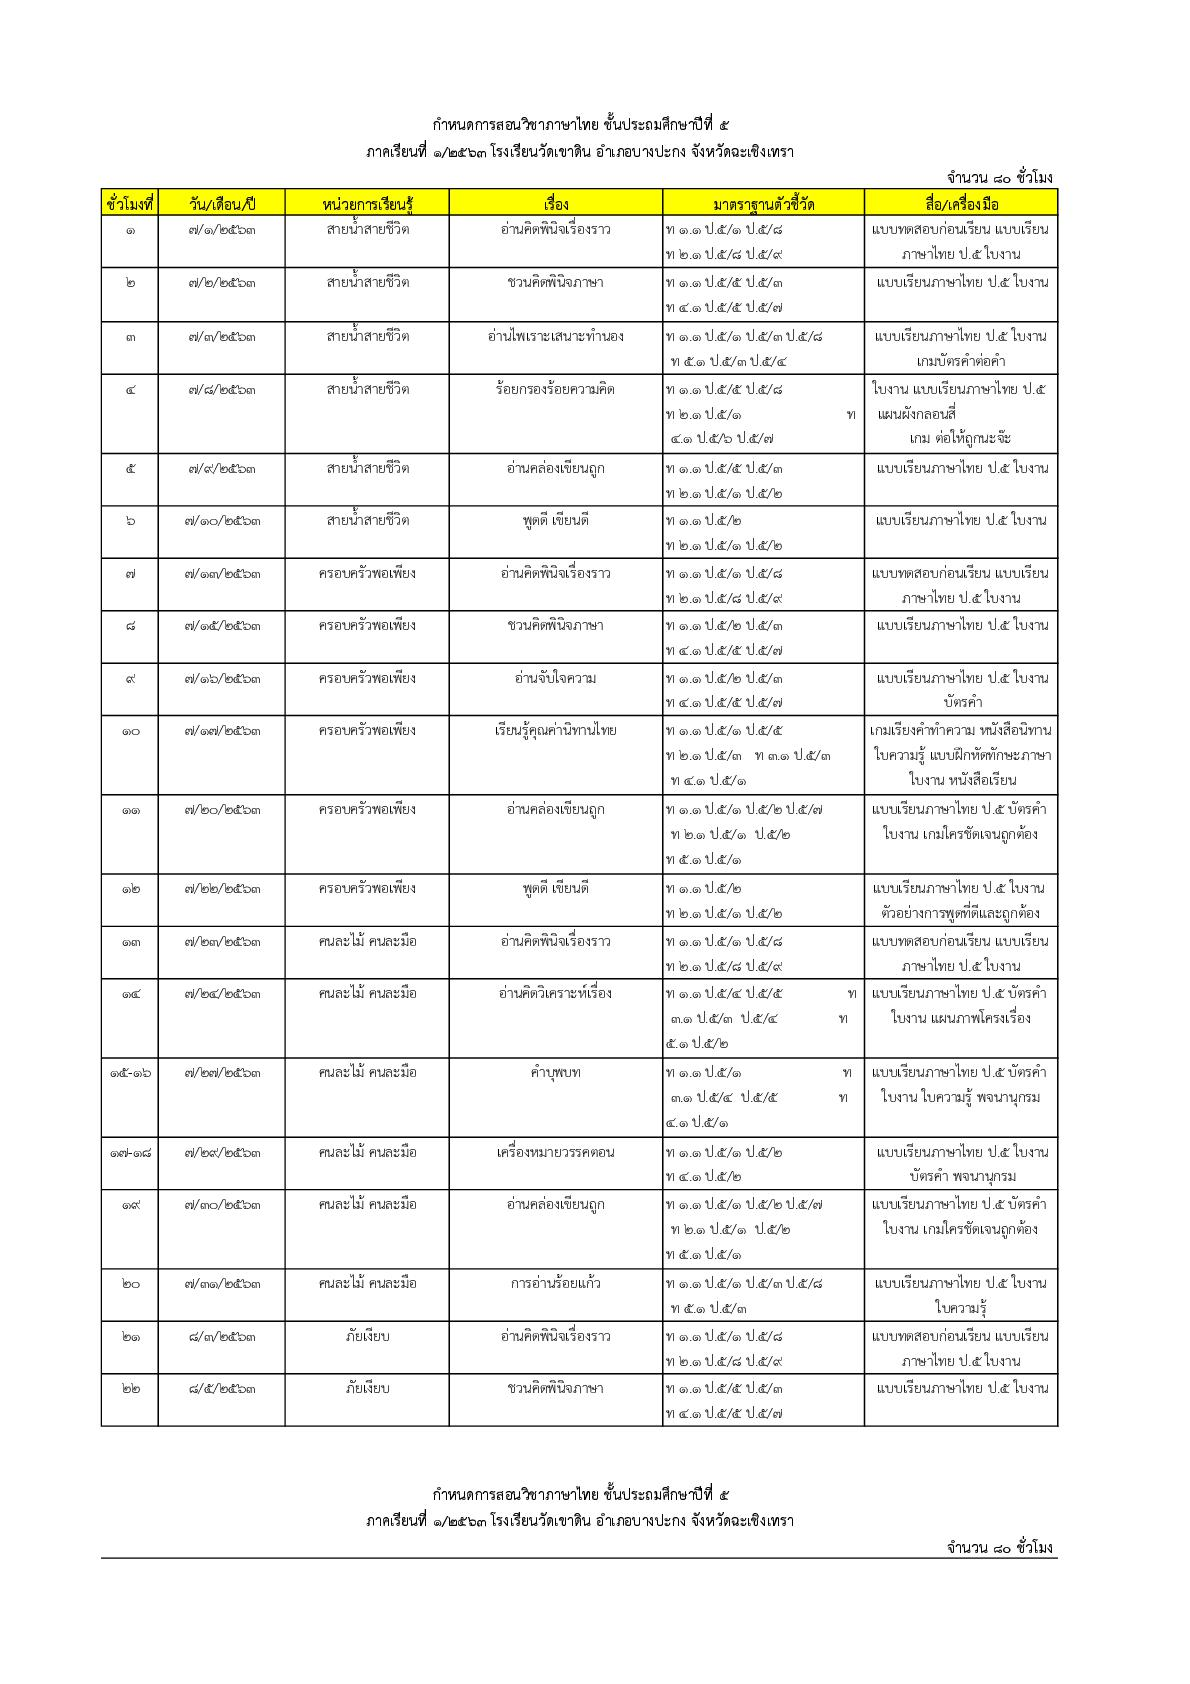 กำหนดการสอนวิชาภาษาไทย ชั้นประถมศึกษาปีที่ ๕
ภาคเรียนที่ ๑/๒๕๖๓ โรงเรียนวัดเขาดิน อำเภอบางปะกง จังหวัดฉะเชิงเทรา
จำนวน ๘๐ ชั่วโมง
ชั่วโมงที่ วัน/เดือน/ปี หน่วยการเรียนรู้ เรื่อง มาตราฐานตัวชี้วัด สื่อ/เครื่องมือ
๑ ๗/๑/๒๕๖๓ สายน้ำสายชีวิต อ่านคิดพินิจเรื่องราว ท ๑.๑ ป.๕/๑ ป.๕/๘ แบบทดสอบก่อนเรียน แบบเรียน
ท ๒.๑ ป.๕/๘ ป.๕/๙ ภาษาไทย ป.๕ ใบงาน
๒ ๗/๒/๒๕๖๓ สายน้ำสายชีวิต ชวนคิดพินิจภาษา ท ๑.๑ ป.๕/๕ ป.๕/๓ แบบเรียนภาษาไทย ป.๕ ใบงาน
ท ๔.๑ ป.๕/๕ ป.๕/๗
๓ ๗/๓/๒๕๖๓ สายน้ำสายชีวิต อ่านไพเราะเสนาะทำนอง ท ๑.๑ ป.๕/๑ ป.๕/๓ ป.๕/๘ แบบเรียนภาษาไทย ป.๕ ใบงาน
ท ๕.๑ ป.๕/๓ ป.๕/๔ เกมบัตรคำต่อคำ
๔ ๗/๘/๒๕๖๓ สายน้ำสายชีวิต ร้อยกรองร้อยความคิด ท ๑.๑ ป.๕/๕ ป.๕/๘ ใบงาน แบบเรียนภาษาไทย ป.๕
ท ๒.๑ ป.๕/๑ ท แผนผังกลอนสี่
๔.๑ ป.๕/๖ ป.๕/๗ เกม ต่อให้ถูกนะจ๊ะ
๕ ๗/๙/๒๕๖๓ สายน้ำสายชีวิต อ่านคล่องเขียนถูก ท ๑.๑ ป.๕/๕ ป.๕/๓ แบบเรียนภาษาไทย ป.๕ ใบงาน
ท ๒.๑ ป.๕/๑ ป.๕/๒
๖ ๗/๑๐/๒๕๖๓ สายน้ำสายชีวิต พูดดี เขียนดี ท ๑.๑ ป.๕/๒ แบบเรียนภาษาไทย ป.๕ ใบงาน
ท ๒.๑ ป.๕/๑ ป.๕/๒
๗ ๗/๑๓/๒๕๖๓ ครอบครัวพอเพียง อ่านคิดพินิจเรื่องราว ท ๑.๑ ป.๕/๑ ป.๕/๘ แบบทดสอบก่อนเรียน แบบเรียน
ท ๒.๑ ป.๕/๘ ป.๕/๙ ภาษาไทย ป.๕ ใบงาน
๘ ๗/๑๕/๒๕๖๓ ครอบครัวพอเพียง ชวนคิดพินิจภาษา ท ๑.๑ ป.๕/๒ ป.๕/๓ แบบเรียนภาษาไทย ป.๕ ใบงาน
ท ๔.๑ ป.๕/๕ ป.๕/๗
๙ ๗/๑๖/๒๕๖๓ ครอบครัวพอเพียง อ่านจับใจความ ท ๑.๑ ป.๕/๒ ป.๕/๓ แบบเรียนภาษาไทย ป.๕ ใบงาน
ท ๔.๑ ป.๕/๕ ป.๕/๗ บัตรคำ
๑๐ ๗/๑๗/๒๕๖๓ ครอบครัวพอเพียง เรียนรู้คุณค่านิทานไทย ท ๑.๑ ป.๕/๑ ป.๕/๕ เกมเรียงคำทำความ หนังสือนิทาน
ท ๒.๑ ป.๕/๓ ท ๓.๑ ป.๕/๓ ใบความรู้ แบบฝึกหัดทักษะภาษา
ท ๔.๑ ป.๕/๑ ใบงาน หนังสือเรียน
๑๑ ๗/๒๐/๒๕๖๓ ครอบครัวพอเพียง อ่านคล่องเขียนถูก ท ๑.๑ ป.๕/๑ ป.๕/๒ ป.๕/๗ แบบเรียนภาษาไทย ป.๕ บัตรคำ
ท ๒.๑ ป.๕/๑ ป.๕/๒ ใบงาน เกมใครชัดเจนถูกต้อง
ท ๕.๑ ป.๕/๑
๑๒ ๗/๒๒/๒๕๖๓ ครอบครัวพอเพียง พูดดี เขียนดี ท ๑.๑ ป.๕/๒ แบบเรียนภาษาไทย ป.๕ ใบงาน
ท ๒.๑ ป.๕/๑ ป.๕/๒ ตัวอย่างการพูดที่ดีและถูกต้อง
๑๓ ๗/๒๓/๒๕๖๓ คนละไม้ คนละมือ อ่านคิดพินิจเรื่องราว ท ๑.๑ ป.๕/๑ ป.๕/๘ แบบทดสอบก่อนเรียน แบบเรียน
ท ๒.๑ ป.๕/๘ ป.๕/๙ ภาษาไทย ป.๕ ใบงาน
๑๔ ๗/๒๔/๒๕๖๓ คนละไม้ คนละมือ อ่านคิดวิเคราะห์เรื่อง ท ๑.๑ ป.๕/๔ ป.๕/๕ ท แบบเรียนภาษาไทย ป.๕ บัตรคำ
๓.๑ ป.๕/๓ ป.๕/๔ ท ใบงาน แผนภาพโครงเรื่อง
๕.๑ ป.๕/๒
๑๕-๑๖ ๗/๒๗/๒๕๖๓ คนละไม้ คนละมือ คำบุพบท ท ๑.๑ ป.๕/๑ ท แบบเรียนภาษาไทย ป.๕ บัตรคำ
๓.๑ ป.๕/๔ ป.๕/๕ ท ใบงาน ใบความรู้ พจนานุกรม
๔.๑ ป.๕/๑
๑๗-๑๘ ๗/๒๙/๒๕๖๓ คนละไม้ คนละมือ เครื่องหมายวรรคตอน ท ๑.๑ ป.๕/๑ ป.๕/๒ แบบเรียนภาษาไทย ป.๕ ใบงาน
ท ๔.๑ ป.๕/๒ บัตรคำ พจนานุกรม
๑๙ ๗/๓๐/๒๕๖๓ คนละไม้ คนละมือ อ่านคล่องเขียนถูก ท ๑.๑ ป.๕/๑ ป.๕/๒ ป.๕/๗ แบบเรียนภาษาไทย ป.๕ บัตรคำ
ท ๒.๑ ป.๕/๑ ป.๕/๒ ใบงาน เกมใครชัดเจนถูกต้อง
ท ๕.๑ ป.๕/๑
๒๐ ๗/๓๑/๒๕๖๓ คนละไม้ คนละมือ การอ่านร้อยแก้ว ท ๑.๑ ป.๕/๑ ป.๕/๓ ป.๕/๘ แบบเรียนภาษาไทย ป.๕ ใบงาน
ท ๕.๑ ป.๕/๓ ใบความรู้
๒๑ ๘/๓/๒๕๖๓ ภัยเงียบ อ่านคิดพินิจเรื่องราว ท ๑.๑ ป.๕/๑ ป.๕/๘ แบบทดสอบก่อนเรียน แบบเรียน
ท ๒.๑ ป.๕/๘ ป.๕/๙ ภาษาไทย ป.๕ ใบงาน
๒๒ ๘/๕/๒๕๖๓ ภัยเงียบ ชวนคิดพินิจภาษา ท ๑.๑ ป.๕/๕ ป.๕/๓ แบบเรียนภาษาไทย ป.๕ ใบงาน
ท ๔.๑ ป.๕/๕ ป.๕/๗
กำหนดการสอนวิชาภาษาไทย ชั้นประถมศึกษาปีที่ ๕
ภาคเรียนที่ ๑/๒๕๖๓ โรงเรียนวัดเขาดิน อำเภอบางปะกง จังหวัดฉะเชิงเทรา
จำนวน ๘๐ ชั่วโมง